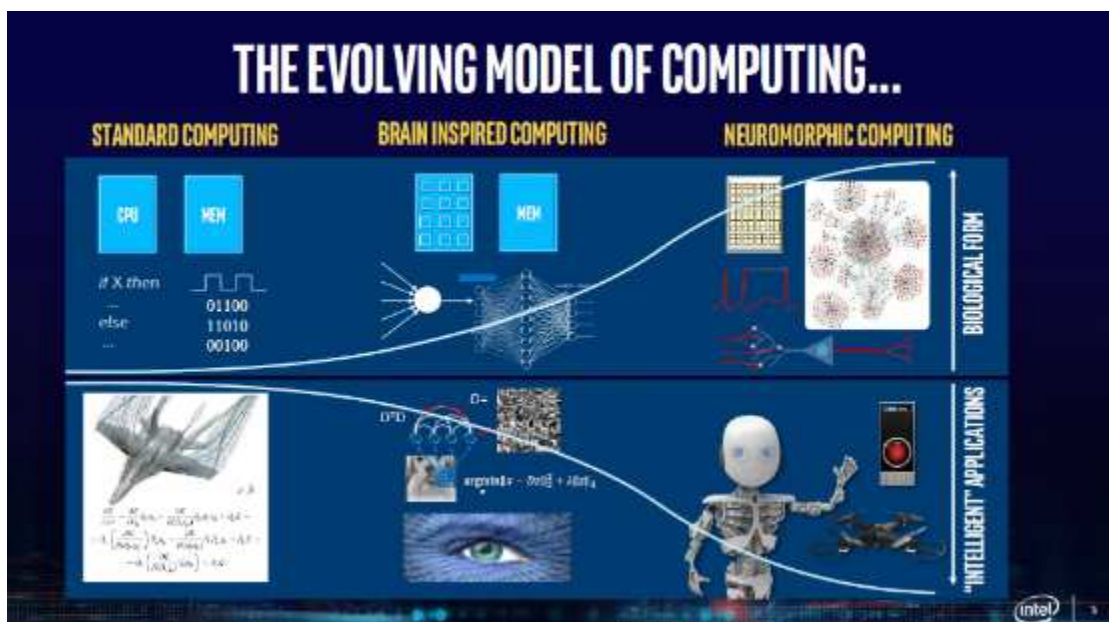 THE EVOLVING MODEL OF COMPUTING...
STANDARD COMPUTING
BRAIN INSPIRED COMPUTING
NEUROMORPHIC COMPUTING
CPU
MEM
MEM
if X then
...
else
...
01100
11010
00100
BIOLOGICAL FORM
"INTELLIGENT" APPLICATIONS
intel